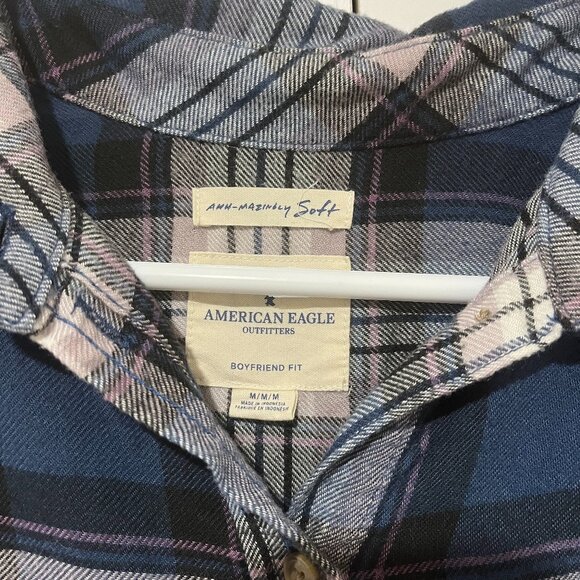 AHH-MAZINGLY Soft
AMERICAN EAGLE
OUTFITTERS
BOYFRIEND FIT
M/M/M
MADE IN INDONESIA
FABRIQUÉ EN INDONÉSIE